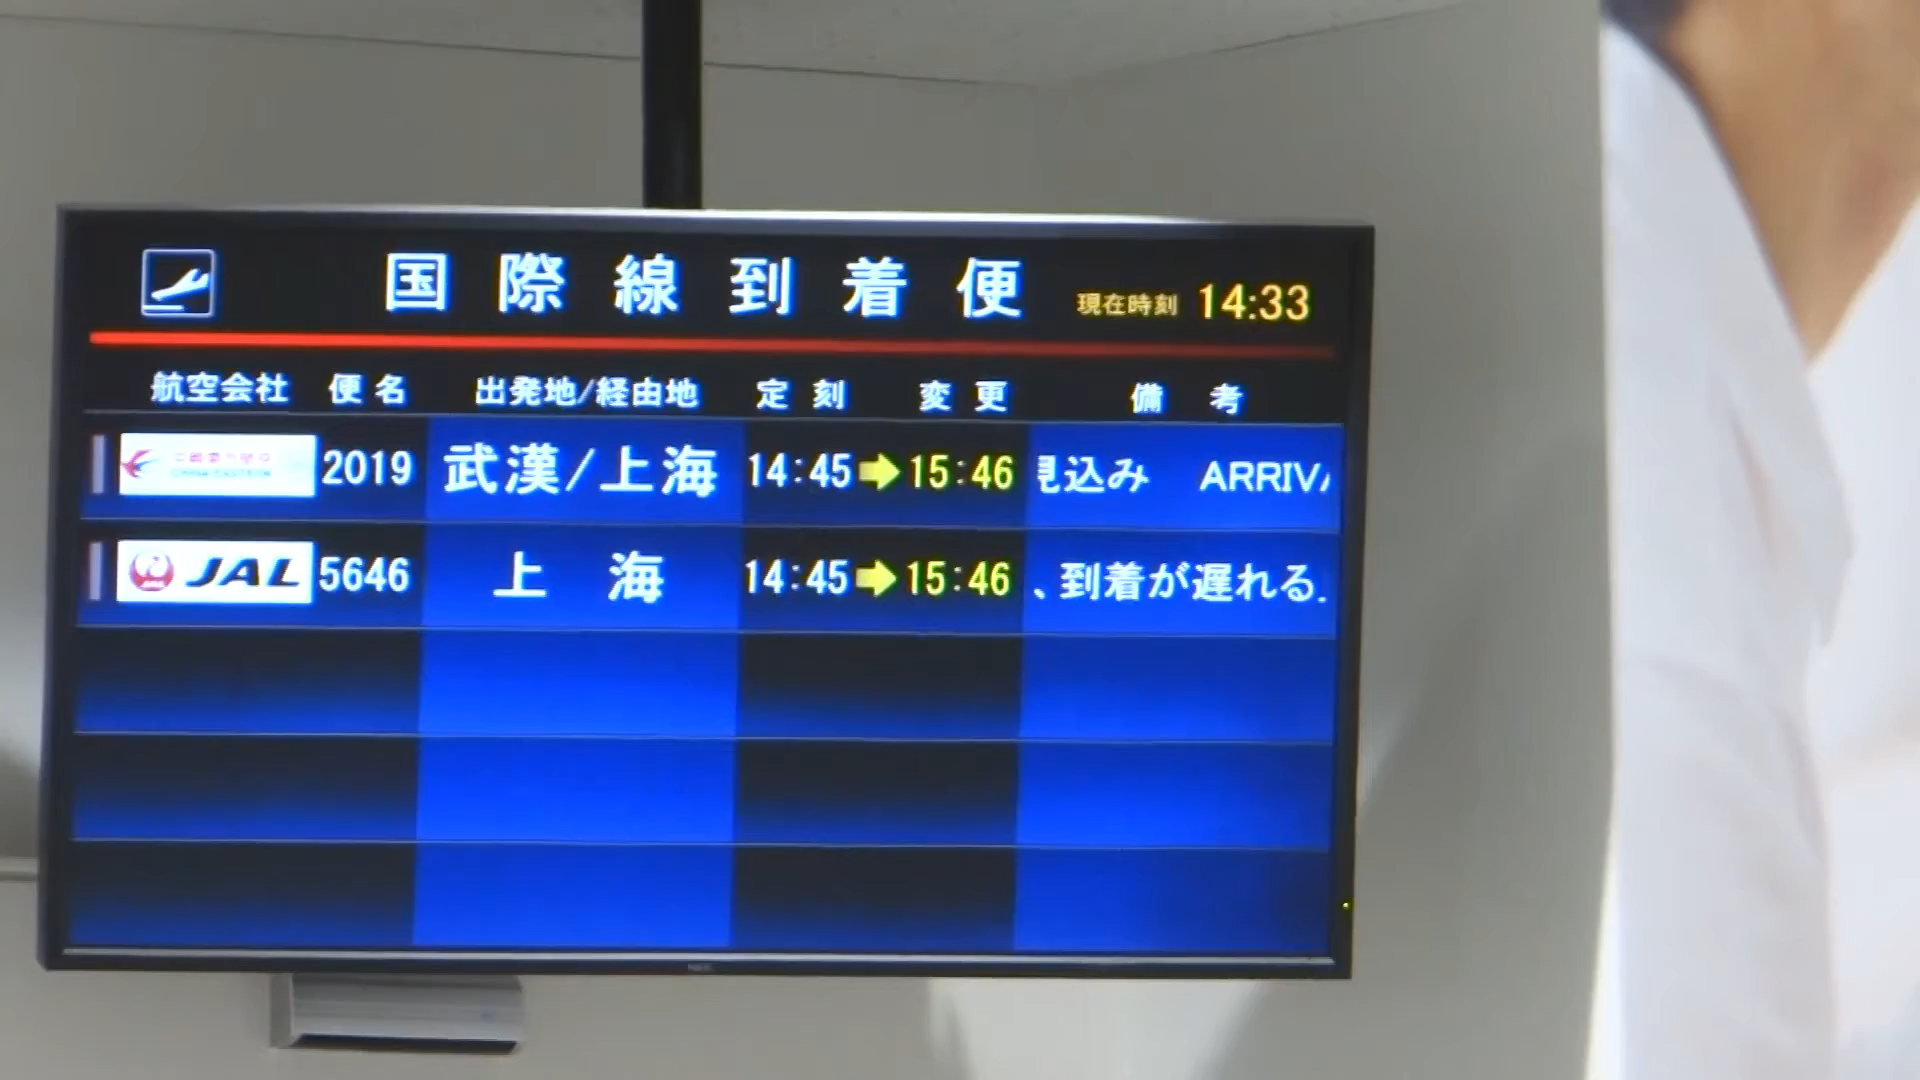 国際線到着便 現在時刻 14:33
航空会社 便名 出発地/経由地 定刻 変更 備考
2019 武漢/上海 14:45 15:46 見込み ARRIVA
JAL 5646 上海 14:45 15:46 、到着が遅れる